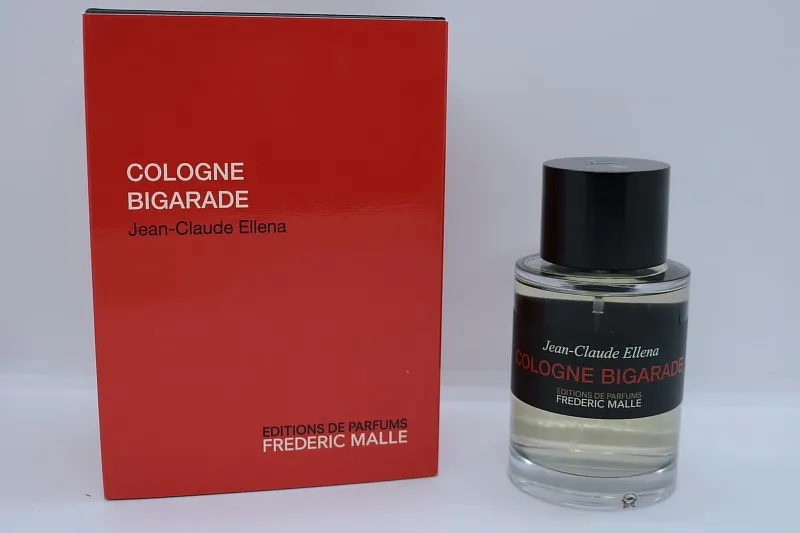 COLOGNE
BIGARADE
Jean-Claude Ellena
EDITIONS DE PARFUMS
FREDERIC MALLE
Jean-Claude Ellena
COLOGNE BIGARADE
EDITIONS DE PARFUMS
FREDERIC MALLE